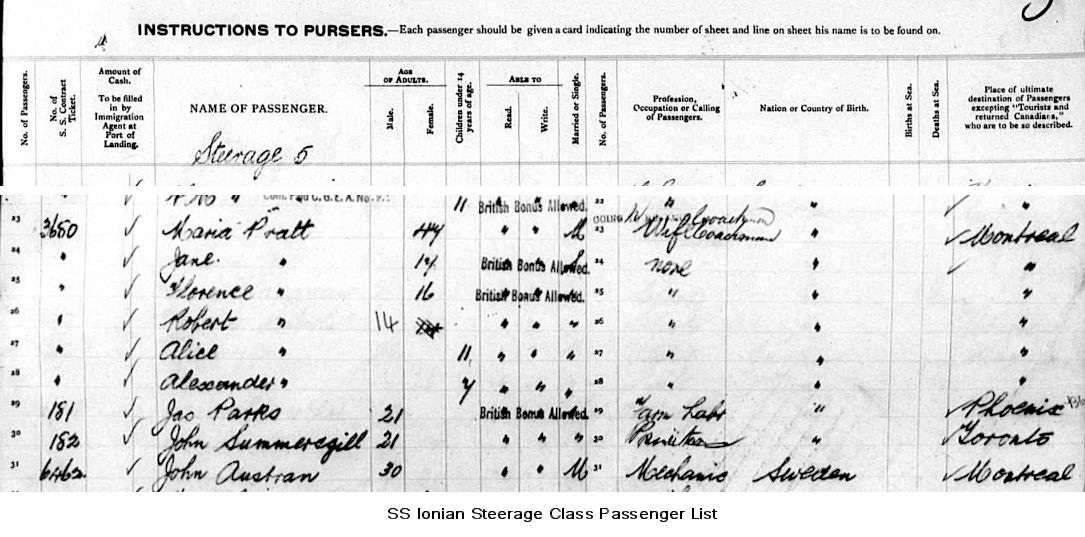 INSTRUCTIONS TO PURSERS.—Each passenger should be given a card indicating the number of sheet and line on sheet his name is to be found on.
No. of Passengers.
No. of S. S. Contract Ticket.
Amount of Cash. To be filled in by Immigration Agent at Port of Landing.
NAME OF PASSENGER.
AGE OF ADULTS.
Male.
Female.
Children under 14 years of age.
ABLE TO
Read.
Write.
Married or Single.
No. of Passengers.
Profession, Occupation or Calling of Passengers.
Nation or Country of Birth.
Births at Sea.
Deaths at Sea.
Place of ultimate destination of Passengers excepting "Tourists and returned Canadians," who are to be so described.
Steerage 5
" ✓ " 11 British Bonus Allowed. 22 " " ✓ "
23 3680 ✓ Maria Pratt 44 " " M GOING 23 Wife Coachman " ✓ Montreal
24 " ✓ Jane " British Bonus Allowed. 24 none " ✓ "
25 " ✓ Florence " 16 British Bonus Allowed. 25 " " "
26 " ✓ Robert " 14 " " " 26 " " "
27 " ✓ Alice " 11 " " " 27 " " "
28 " ✓ Alexander " 7 " " " 28 " " "
29 181 ✓ Jas Parks 21 British Bonus Allowed. 29 Farm Labr " ✓ Phoenix
30 182 ✓ John Summersgill 21 " " " 30 " ✓ Toronto
31 6462 ✓ John Austran 30 " " M 31 Mechanic Sweden ✓ Montreal
SS Ionian Steerage Class Passenger List